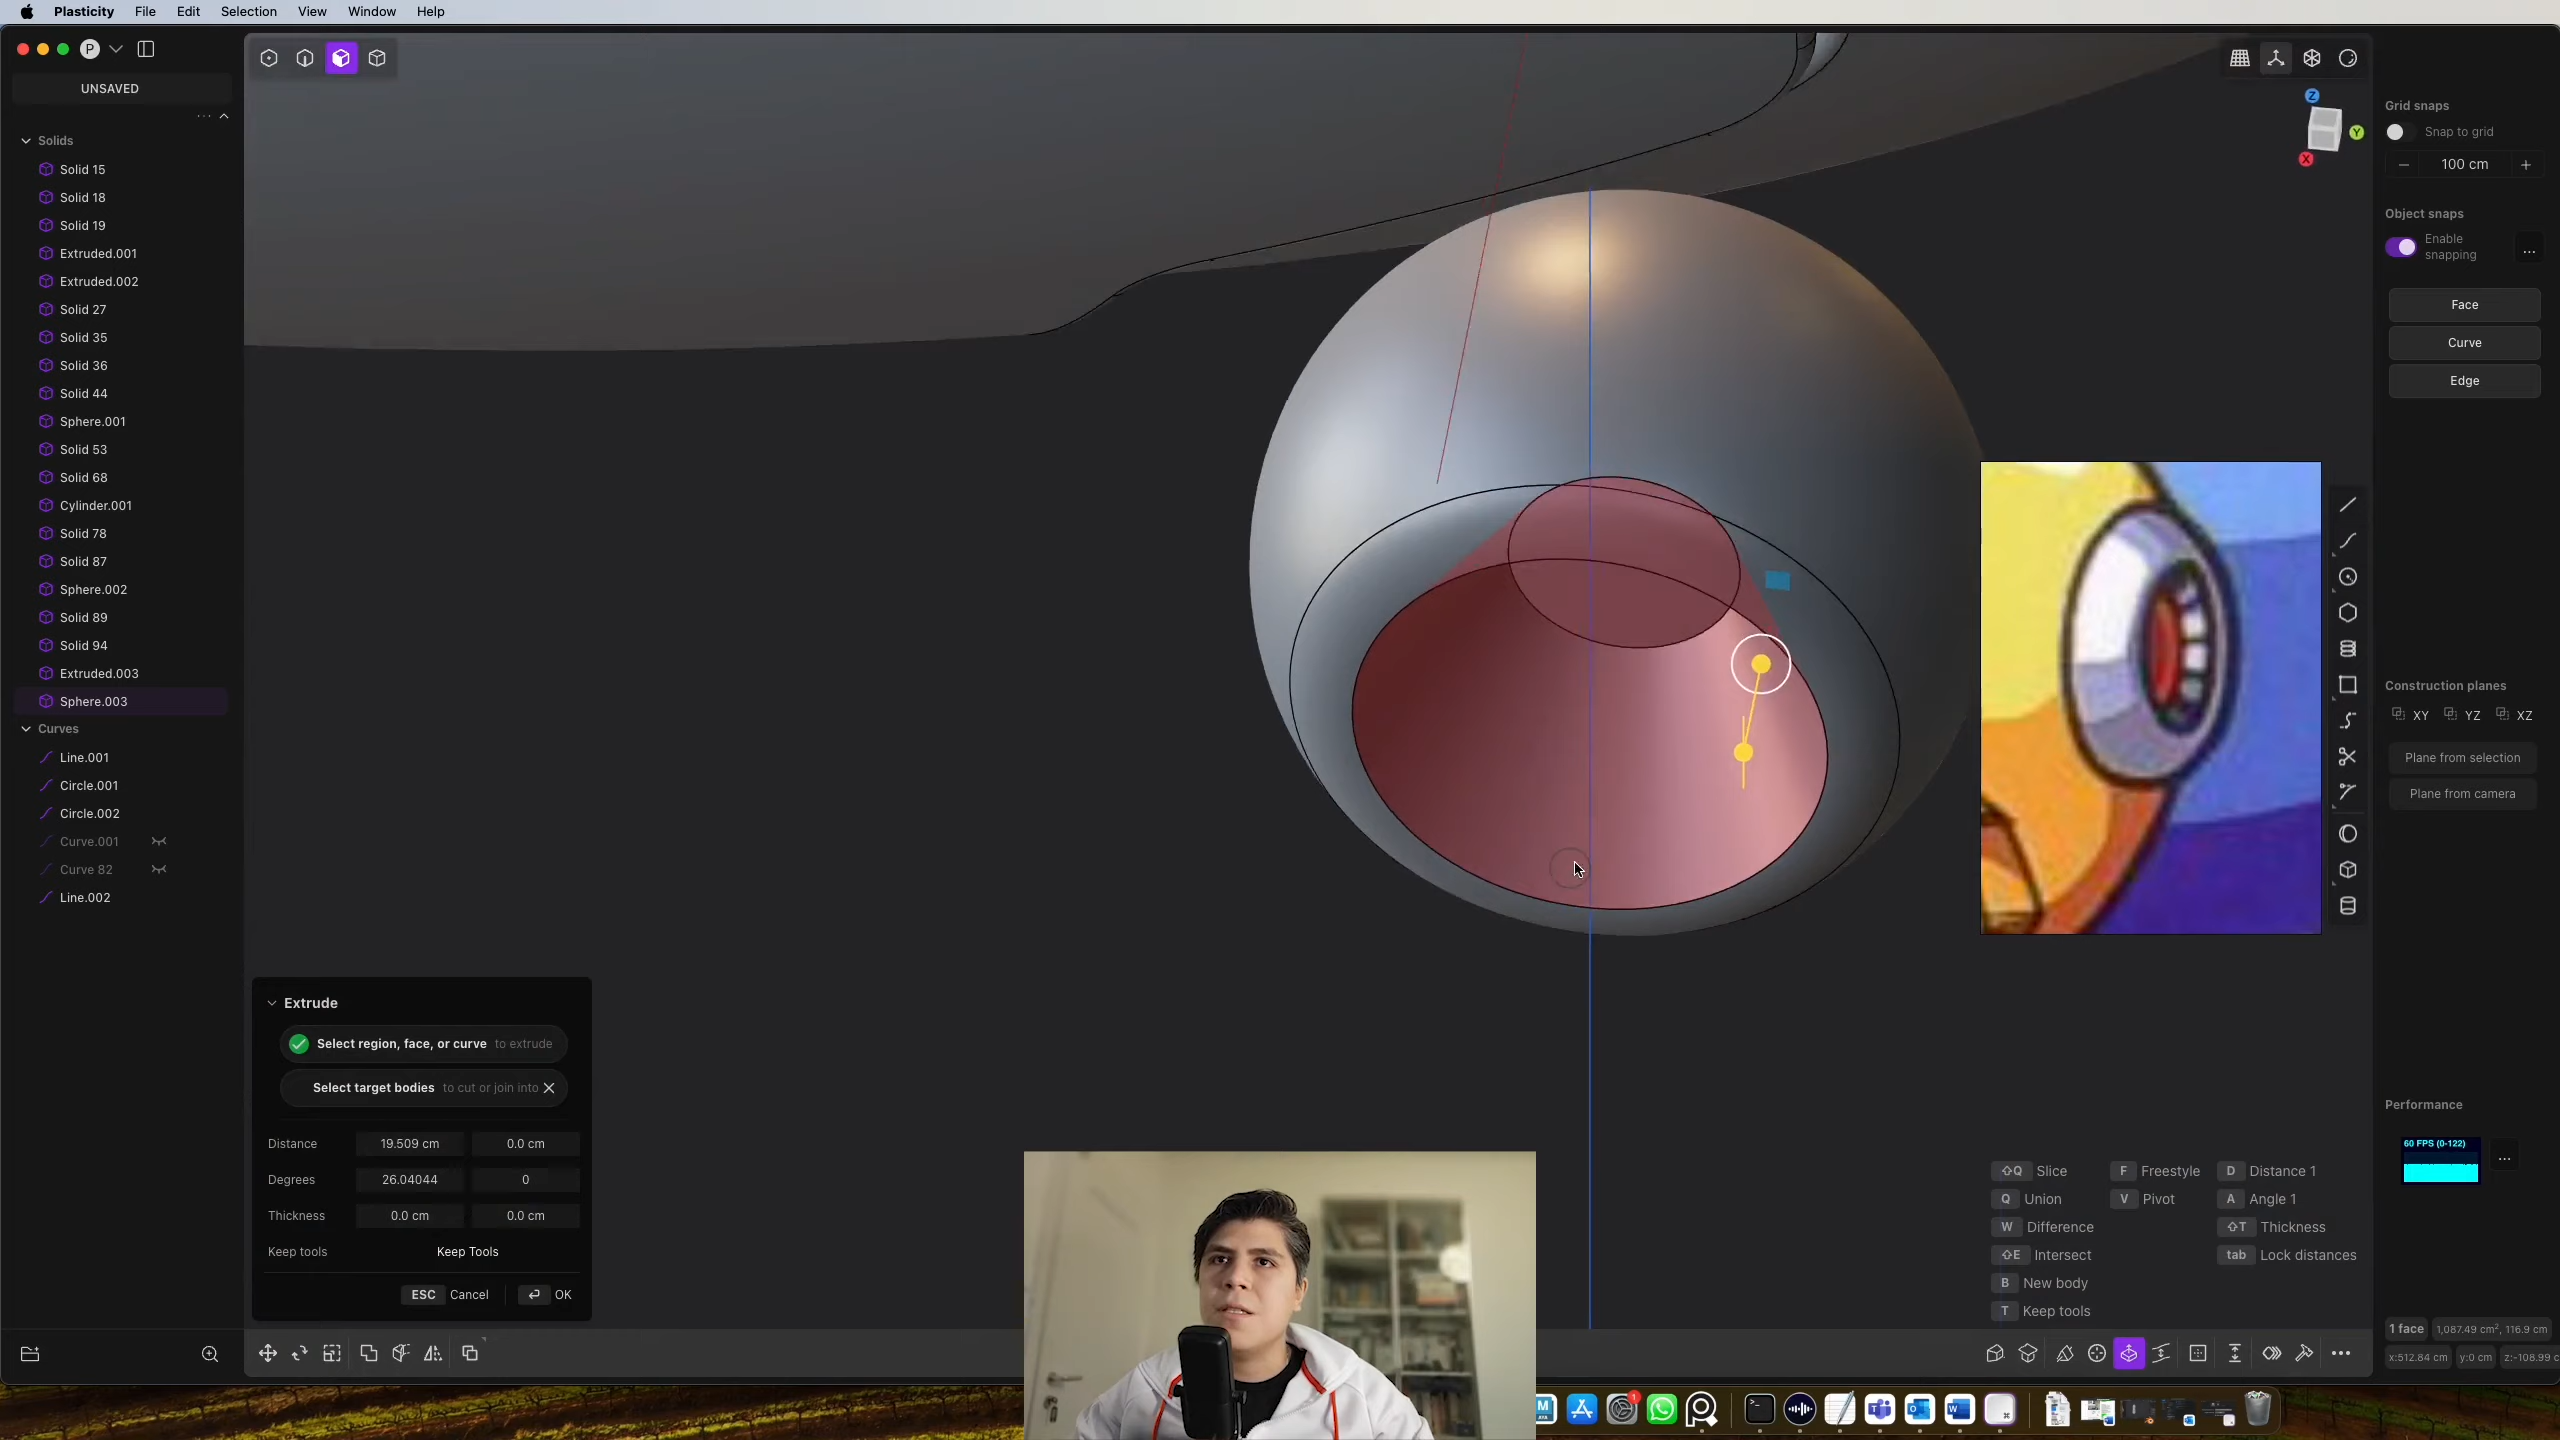 Plasticity File Edit Selection View Window Help
P
UNSAVED
Solids
Solid 15
Solid 18
Solid 19
Extruded.001
Extruded.002
Solid 27
Solid 35
Solid 36
Solid 44
Sphere.001
Solid 53
Solid 68
Cylinder.001
Solid 78
Solid 87
Sphere.002
Solid 89
Solid 94
Extruded.003
Sphere.003
Curves
Line.001
Circle.001
Circle.002
Curve.001
Curve 82
Line.002
Z
Y
X
Grid snaps
Snap to grid
100 cm
Object snaps
Enable
snapping
Face
Curve
Edge
Construction planes
XY YZ XZ
Plane from selection
Plane from camera
Performance
60 FPS (0-122)
Extrude
Select region, face, or curve to extrude
Select target bodies to cut or join into
Distance 19.509 cm 0.0 cm
Degrees 26.04044 0
Thickness 0.0 cm 0.0 cm
Keep tools Keep Tools
ESC Cancel OK
⇧Q Slice F Freestyle D Distance 1
Q Union V Pivot A Angle 1
W Difference ⇧T Thickness
⇧E Intersect tab Lock distances
B New body
T Keep tools
1 face 1,087.49 cm², 116.9 cm
x:512.84 cm y:0 cm z:-108.99 c